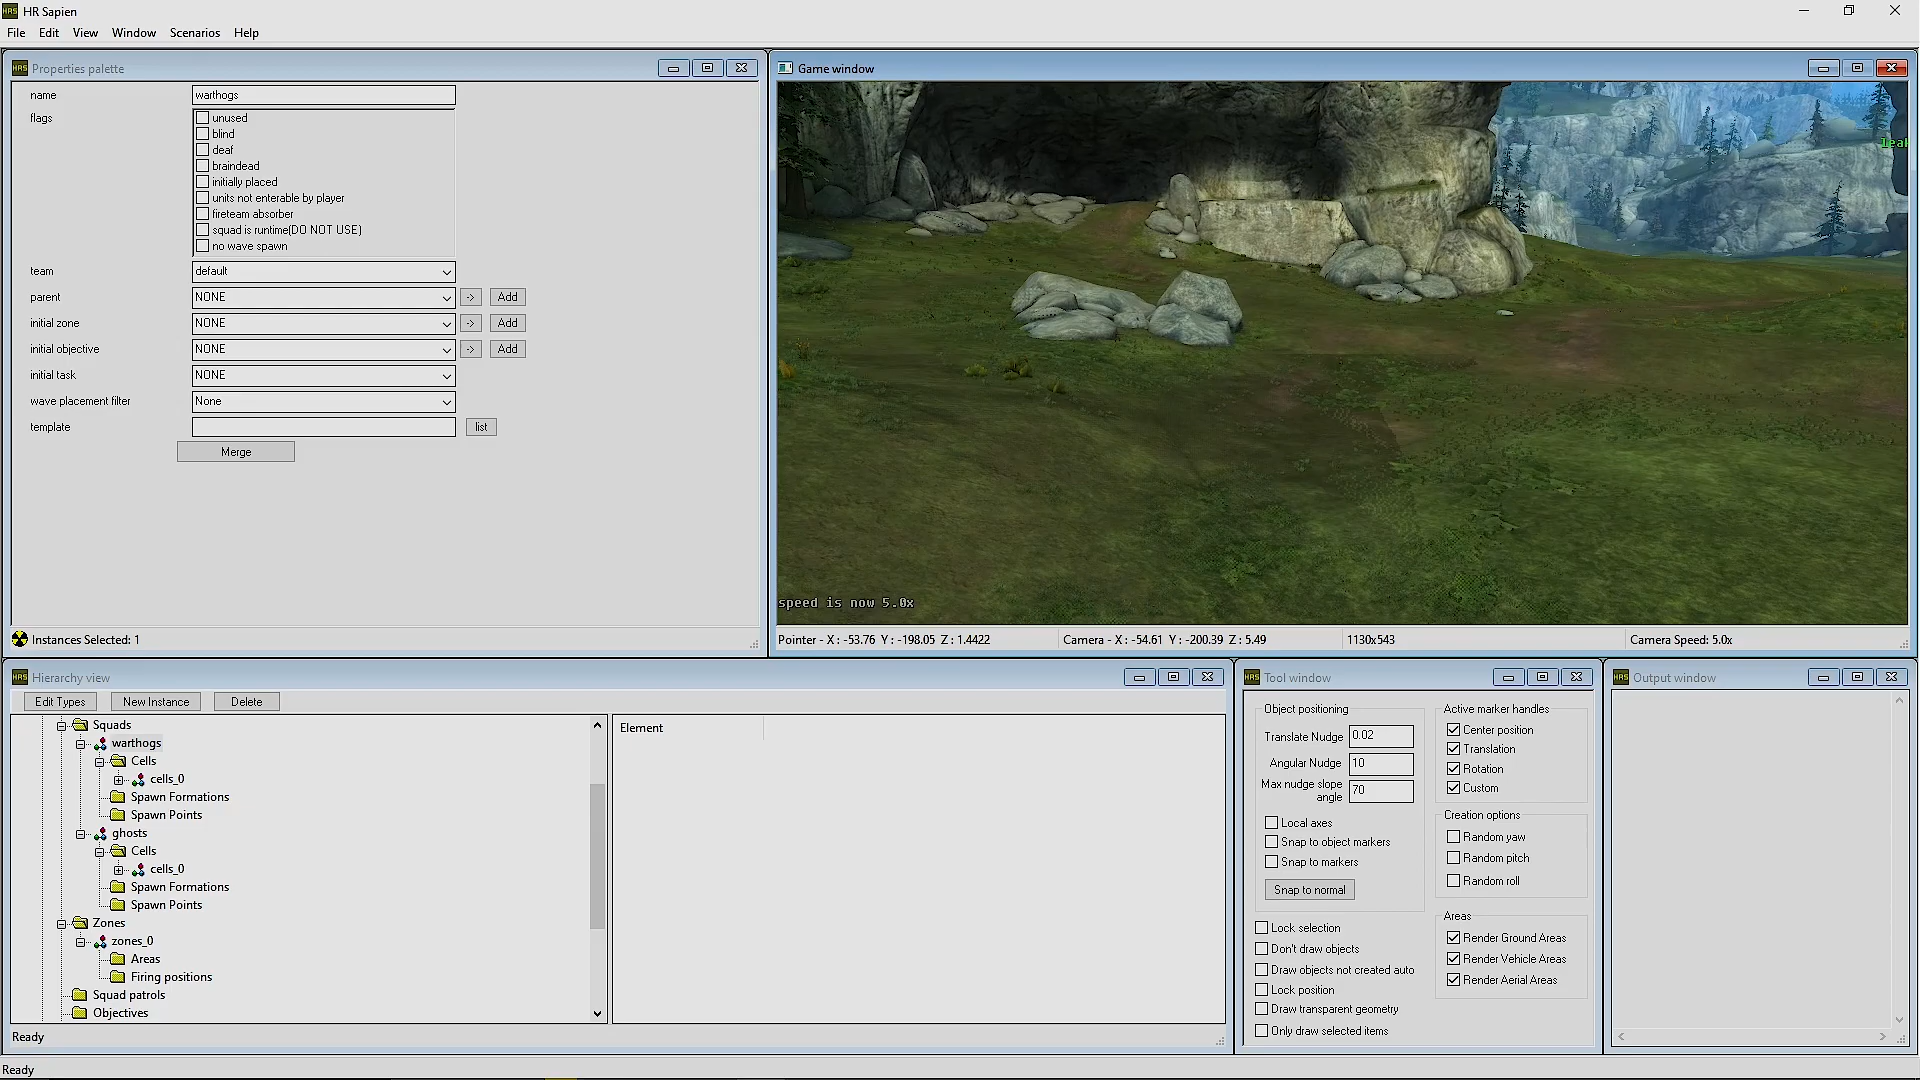 HR Sapien
File Edit View Window Scenarios Help
Properties palette
name warthogs
flags unused
blind
deaf
braindead
initially placed
units not enterable by player
fireteam absorber
squad is runtime(DO NOT USE)
no wave spawn
team default
parent NONE -> Add
initial zone NONE -> Add
initial objective NONE -> Add
initial task NONE
wave placement filter None
template list
Merge
Instances Selected: 1
Game window
leak
speed is now 5.0x
Pointer - X : -53.76 Y : -198.05 Z : 1.4422 Camera - X : -54.61 Y : -200.39 Z : 5.49 1130x543 Camera Speed: 5.0x
Hierarchy view
Edit Types New Instance Delete
Squads
warthogs
Cells
cells_0
Spawn Formations
Spawn Points
ghosts
Cells
cells_0
Spawn Formations
Spawn Points
Zones
zones_0
Areas
Firing positions
Squad patrols
Objectives
Element
Ready
Tool window
Object positioning
Translate Nudge 0.02
Angular Nudge 10
Max nudge slope
angle 70
Local axes
Snap to object markers
Snap to markers
Snap to normal
Lock selection
Don't draw objects
Draw objects not created auto
Lock position
Draw transparent geometry
Only draw selected items
Active marker handles
Center position
Translation
Rotation
Custom
Creation options
Random yaw
Random pitch
Random roll
Areas
Render Ground Areas
Render Vehicle Areas
Render Aerial Areas
Output window
Ready